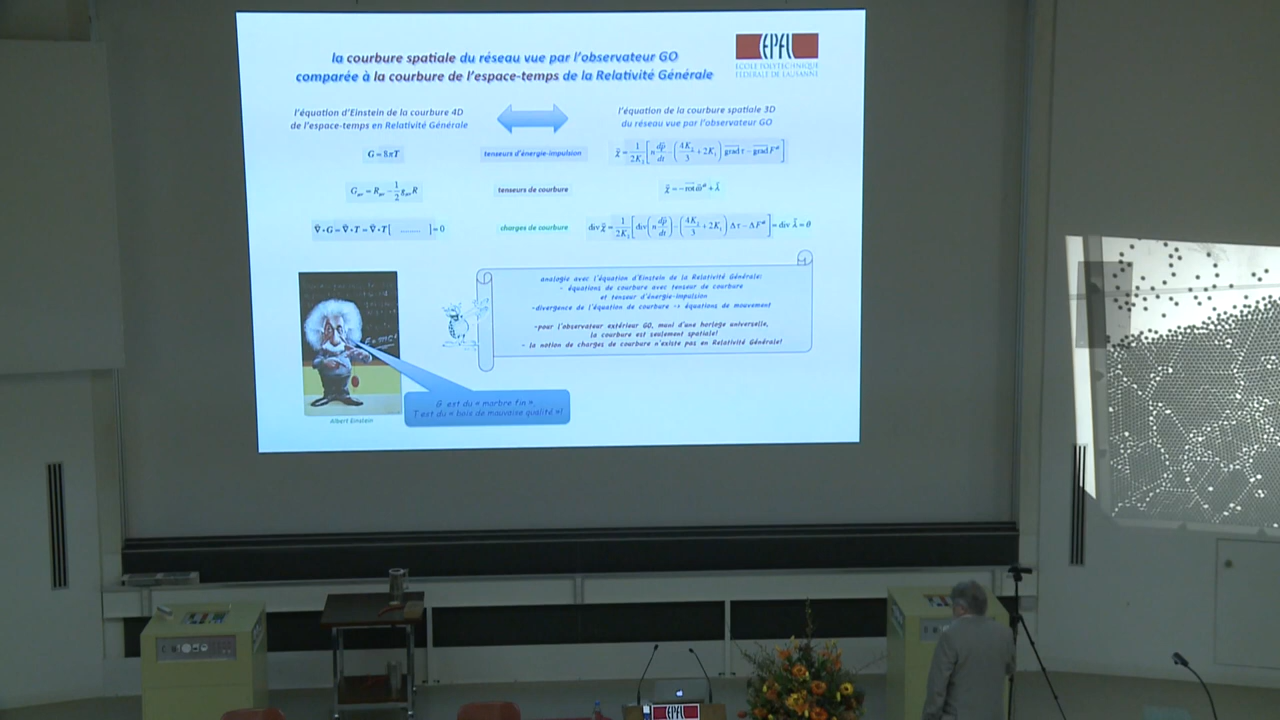 la courbure spatiale du réseau vue par l'observateur GO
comparée à la courbure de l'espace-temps de la Relativité Générale
EPFL
ÉCOLE POLYTECHNIQUE
FÉDÉRALE DE LAUSANNE
l'équation d'Einstein de la courbure 4D
de l'espace-temps en Relativité Générale
l'équation de la courbure spatiale 3D
du réseau vue par l'observateur GO
G = 8πT
tenseurs d'énergie-impulsion
tenseurs de courbure
charges de courbure
analogie avec l'équation d'Einstein de la Relativité Générale:
- équations de courbure avec tenseur de courbure
et tenseur d'énergie-impulsion
-divergence de l'équation de courbure -> équations de mouvement
-pour l'observateur extérieur GO, muni d'une horloge universelle,
la courbure est seulement spatiale!
- la notion de charges de courbure n'existe pas en Relativité Générale!
G est du « marbre fin »,
T est du « bois de mauvaise qualité »!
Albert Einstein
EPFL